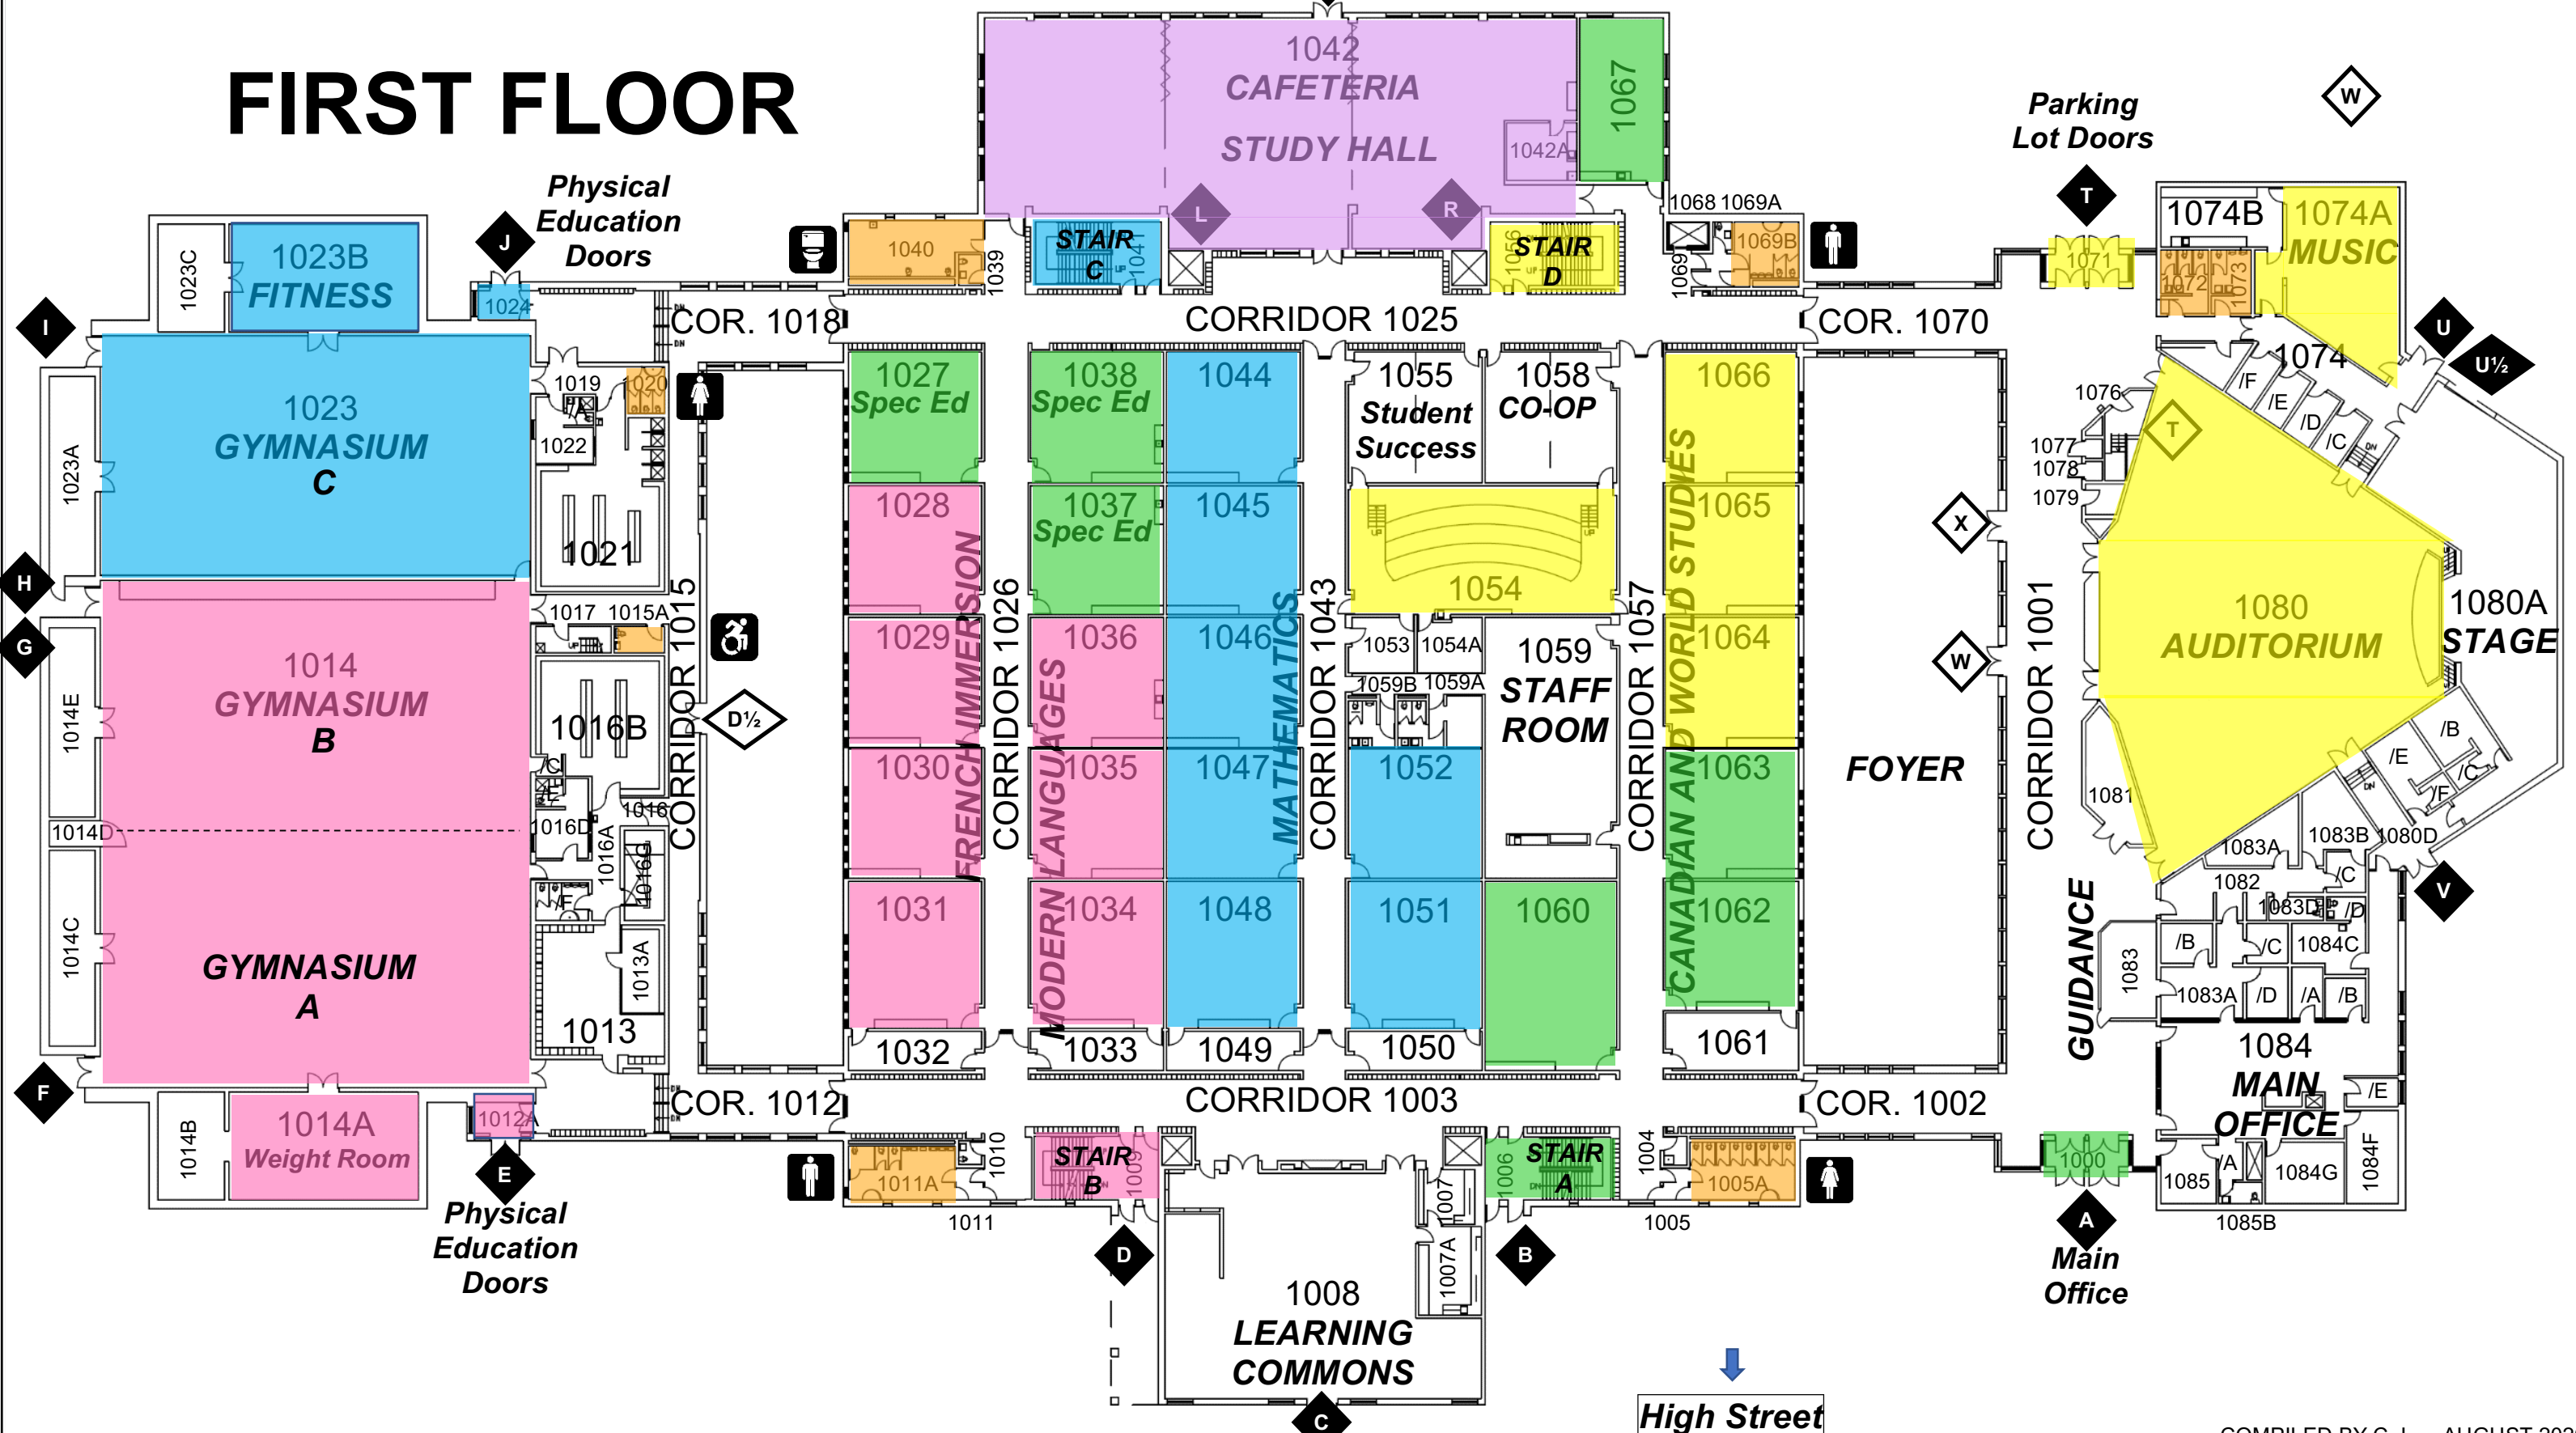 FIRST FLOOR
1042
CAFETERIA
STUDY HALL
1042A
1067
L
R
Parking
Lot Doors
T
W
Physical
Education
Doors
J
I
1023C
1023B
FITNESS
1024
1040
1039
STAIR
C
1041
STAIR
D
1056
1068
1069A
1069B
1069
1071
1074B
1074A
MUSIC
1072
1073
U
U½
COR. 1018
CORRIDOR 1025
COR. 1070
1023
GYMNASIUM
C
1023A
H
1019
1020
/A
1022
1021
1027
Spec Ed
1038
Spec Ed
1044
1055
Student
Success
1058
CO-OP
1066
1074
/F
/E
/D
/C
DN
1076
1077
1078
1079
T
1028
1037
Spec Ed
1045
1054
1065
X
W
1017
1015A
CORRIDOR 1015
G
1014
GYMNASIUM
B
1014E
1014D
1014C
1016B
/C
/E
1016
1016D
1016A
1016G
/F
1013A
1013
D½
1029
1036
1046
1053
1054A
1059B
1059A
1059
STAFF
ROOM
1064
1030
1035
1047
1052
1063
1031
1034
1048
1051
1060
1062
1032
1033
1049
1050
1061
FRENCH IMMERSION
CORRIDOR 1026
MODERN LANGUAGES
MATHEMATICS
CORRIDOR 1043
CORRIDOR 1057
CANADIAN AND WORLD STUDIES
FOYER
CORRIDOR 1001
1080
AUDITORIUM
1080A
STAGE
1081
/B
/E
/C
/F
DN
1080D
1083B
1083A
1082
/C
1083D
/D
V
GUIDANCE
1083
/B
/C
1084C
1083A
/D
/A
/B
1084
MAIN
OFFICE
/E
1084F
1085
/A
1084G
1085B
GYMNASIUM
A
F
1014B
1014A
Weight Room
1012A
E
Physical
Education
Doors
COR. 1012
CORRIDOR 1003
COR. 1002
1011A
1010
1011
STAIR
B
1009
D
1007
1007A
1006
STAIR
A
B
1004
1005A
1005
1000
A
Main
Office
1008
LEARNING
COMMONS
C
High Street